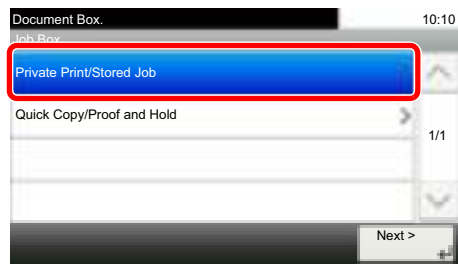 Document Box.
10:10
Job Box
Private Print/Stored Job
Quick Copy/Proof and Hold
1/1
Next >